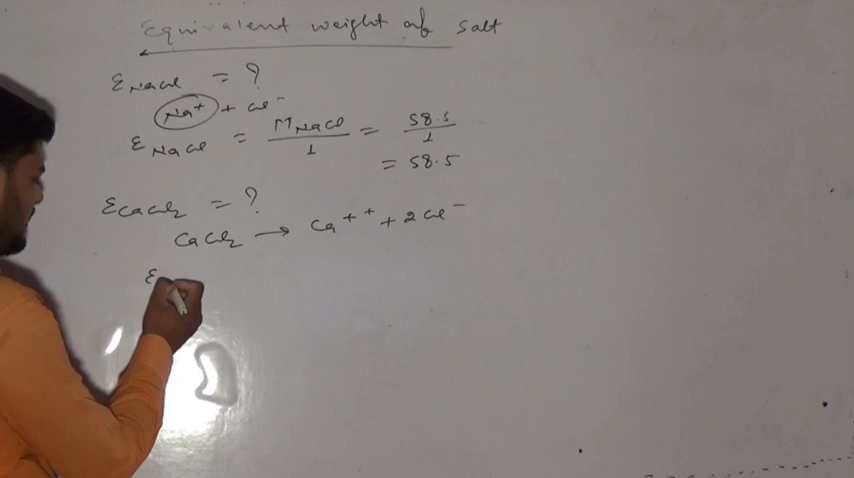 Equivalent weight of salt
E NaCl = ?
Na⁺ + Cl⁻
E NaCl = M NaCl / 1 = 58.5 / 1
= 58.5
E CaCl₂ = ?
CaCl₂ → Ca⁺⁺ + 2Cl⁻
E